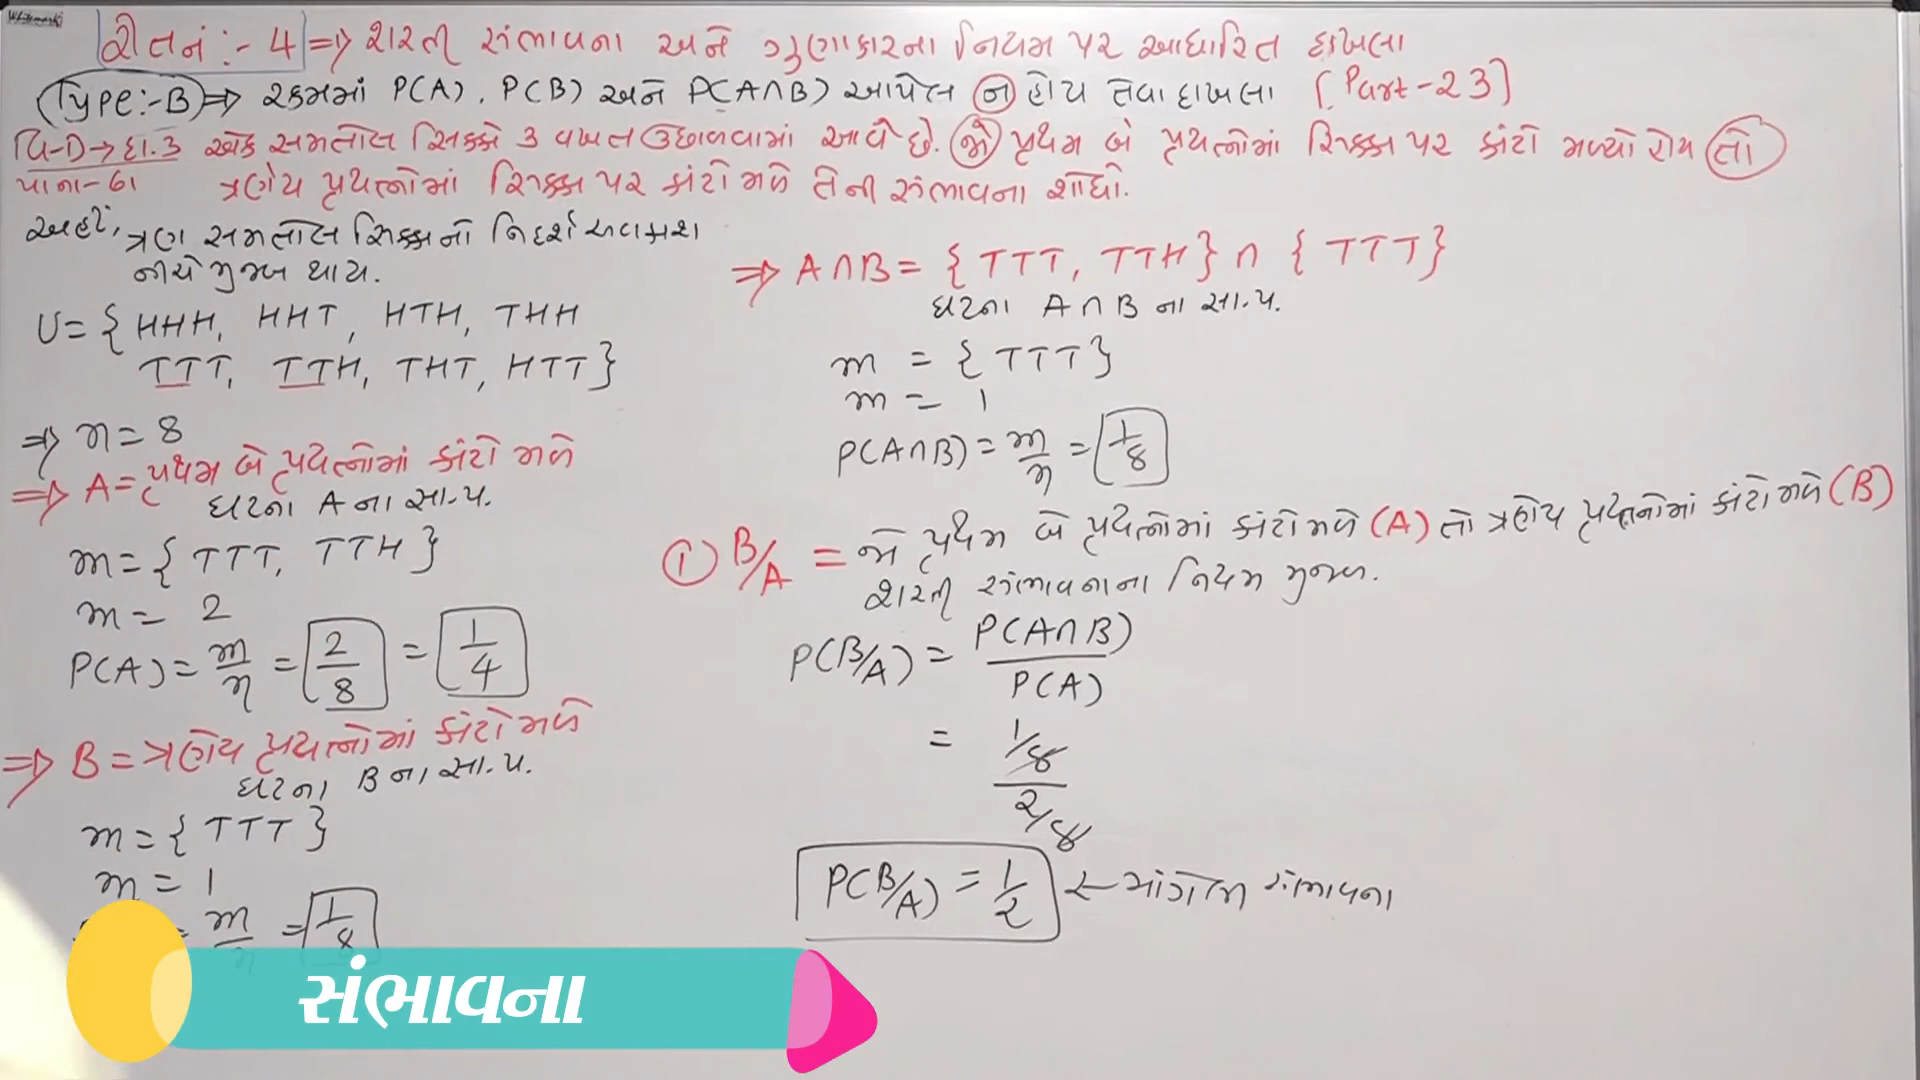 રીતનં :- 4 => શરતી સંભાવના અને ગુણાકારના નિયમ પર આધારિત દાખલા
Type:-B => રકમમાં P(A), P(B) અને P(A∩B) આપેલ ન હોય તેવા દાખલા [Part-23]
વિ-1 → દા.3 એક સમતોલ સિક્કો 3 વખત ઉછાળવામાં આવે છે. જો પ્રથમ બે પ્રયત્નોમાં સિક્કા પર કાંટો મળ્યો હોય તો
પાના-61 ત્રણેય પ્રયત્નોમાં સિક્કા પર કાંટો મળે તેની સંભાવના શોધો.
અહીં, ત્રણ સમતોલ સિક્કાનો નિદર્શ અવકાશ
નીચે મુજબ થાય.
U = { HHH, HHT, HTH, THH
TTT, TTH, THT, HTT }
=> n = 8
=> A = પ્રથમ બે પ્રયત્નોમાં કાંટો મળે
ઘટના A ના સા.પ.
m = { TTT, TTH }
m = 2
P(A) = m/n = 2/8 = 1/4
=> B = ત્રણેય પ્રયત્નોમાં કાંટો મળે
ઘટના B ના સા.પ.
m = { TTT }
m = 1
= m/n = 1/8
=> A∩B = { TTT, TTH } ∩ { TTT }
ઘટના A∩B ના સા.પ.
m = { TTT }
m = 1
P(A∩B) = m/n = 1/8
① B/A = જો પ્રથમ બે પ્રયત્નોમાં કાંટો મળે (A) તો ત્રણેય પ્રયત્નોમાં કાંટો મળે (B)
શરતી સંભાવનાના નિયમ મુજબ.
P(B/A) = P(A∩B) / P(A)
= 1/8 / 2/8
P(B/A) = 1/2 ← માંગેલ સંભાવના
સંભાવના